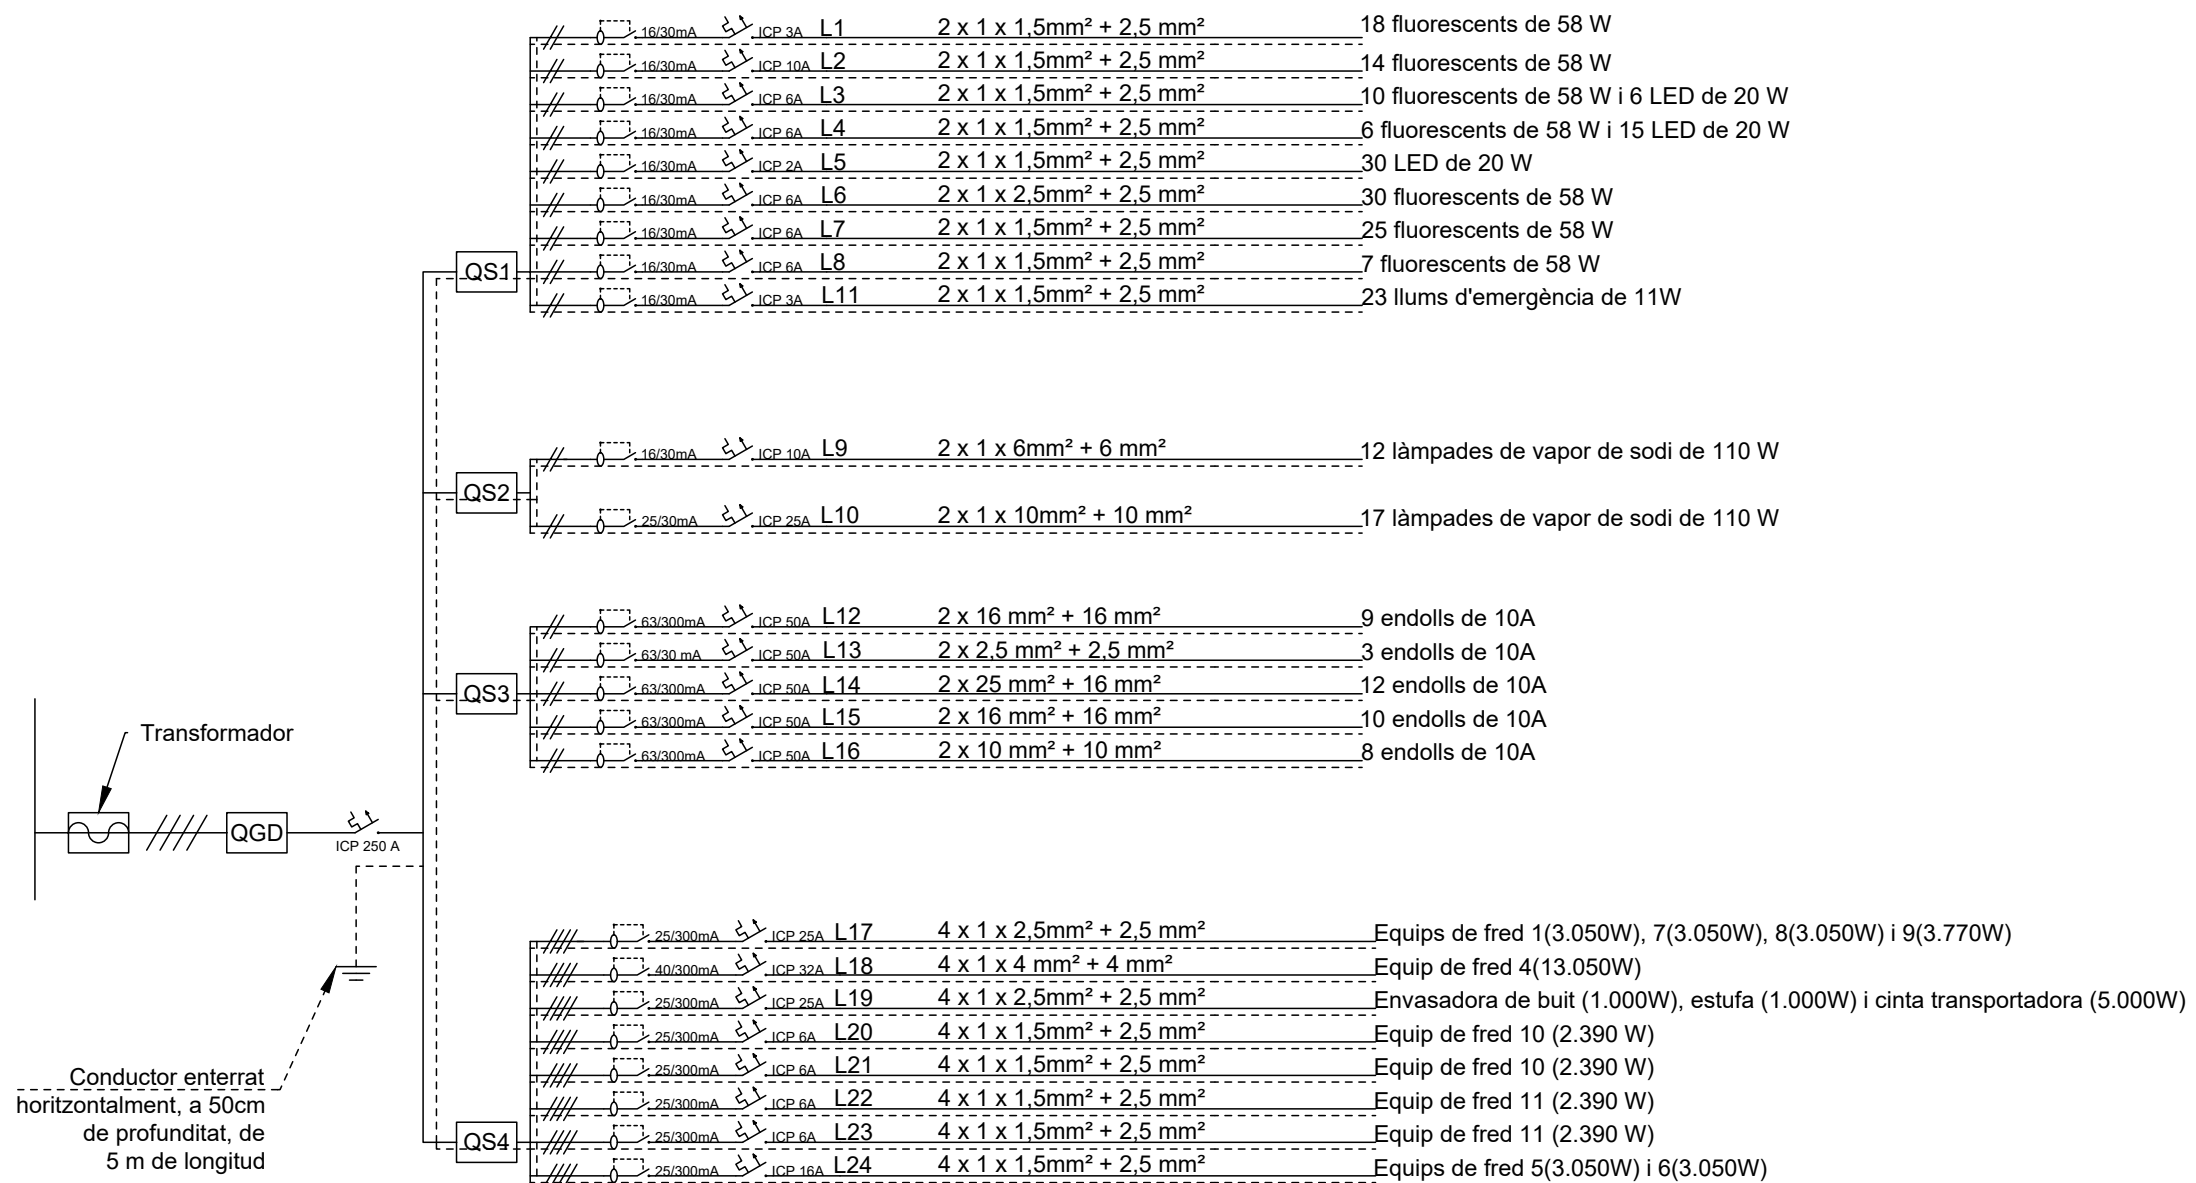 16/30mA ICP 3A L1 2 x 1 x 1,5mm² + 2,5 mm² 18 fluorescents de 58 W
16/30mA ICP 10A L2 2 x 1 x 1,5mm² + 2,5 mm² 14 fluorescents de 58 W
16/30mA ICP 6A L3 2 x 1 x 1,5mm² + 2,5 mm² 10 fluorescents de 58 W i 6 LED de 20 W
16/30mA ICP 6A L4 2 x 1 x 1,5mm² + 2,5 mm² 6 fluorescents de 58 W i 15 LED de 20 W
16/30mA ICP 2A L5 2 x 1 x 1,5mm² + 2,5 mm² 30 LED de 20 W
16/30mA ICP 6A L6 2 x 1 x 2,5mm² + 2,5 mm² 30 fluorescents de 58 W
16/30mA ICP 6A L7 2 x 1 x 1,5mm² + 2,5 mm² 25 fluorescents de 58 W
QS1 16/30mA ICP 6A L8 2 x 1 x 1,5mm² + 2,5 mm² 7 fluorescents de 58 W
16/30mA ICP 3A L11 2 x 1 x 1,5mm² + 2,5 mm² 23 llums d'emergència de 11W
16/30mA ICP 10A L9 2 x 1 x 6mm² + 6 mm² 12 làmpades de vapor de sodi de 110 W
QS2
25/30mA ICP 25A L10 2 x 1 x 10mm² + 10 mm² 17 làmpades de vapor de sodi de 110 W
63/300mA ICP 50A L12 2 x 16 mm² + 16 mm² 9 endolls de 10A
63/30 mA ICP 50A L13 2 x 2,5 mm² + 2,5 mm² 3 endolls de 10A
QS3 63/300mA ICP 50A L14 2 x 25 mm² + 16 mm² 12 endolls de 10A
63/300mA ICP 50A L15 2 x 16 mm² + 16 mm² 10 endolls de 10A
63/300mA ICP 50A L16 2 x 10 mm² + 10 mm² 8 endolls de 10A
Transformador
QGD
ICP 250 A
25/300mA ICP 25A L17 4 x 1 x 2,5mm² + 2,5 mm² Equips de fred 1(3.050W), 7(3.050W), 8(3.050W) i 9(3.770W)
40/300mA ICP 32A L18 4 x 1 x 4 mm² + 4 mm² Equip de fred 4(13.050W)
25/300mA ICP 25A L19 4 x 1 x 2,5mm² + 2,5 mm² Envasadora de buit (1.000W), estufa (1.000W) i cinta transportadora (5.000W)
25/300mA ICP 6A L20 4 x 1 x 1,5mm² + 2,5 mm² Equip de fred 10 (2.390 W)
25/300mA ICP 6A L21 4 x 1 x 1,5mm² + 2,5 mm² Equip de fred 10 (2.390 W)
25/300mA ICP 6A L22 4 x 1 x 1,5mm² + 2,5 mm² Equip de fred 11 (2.390 W)
QS4 25/300mA ICP 6A L23 4 x 1 x 1,5mm² + 2,5 mm² Equip de fred 11 (2.390 W)
25/300mA ICP 16A L24 4 x 1 x 1,5mm² + 2,5 mm² Equips de fred 5(3.050W) i 6(3.050W)
Conductor enterrat
horitzontalment, a 50cm
de profunditat, de
5 m de longitud